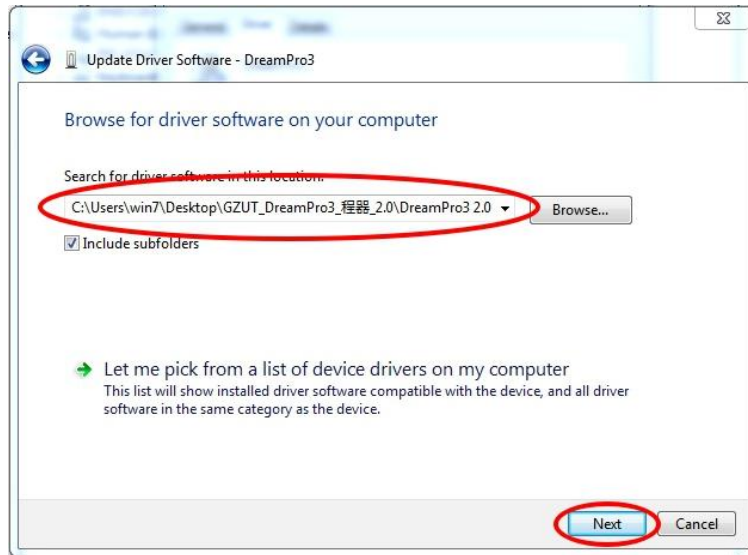 Update Driver Software - DreamPro3
Browse for driver software on your computer
Search for driver software in this location:
C:\Users\win7\Desktop\GZUT_DreamPro3_程器_2.0\DreamPro3 2.0
Browse...
Include subfolders
Let me pick from a list of device drivers on my computer
This list will show installed driver software compatible with the device, and all driver
software in the same category as the device.
Next
Cancel